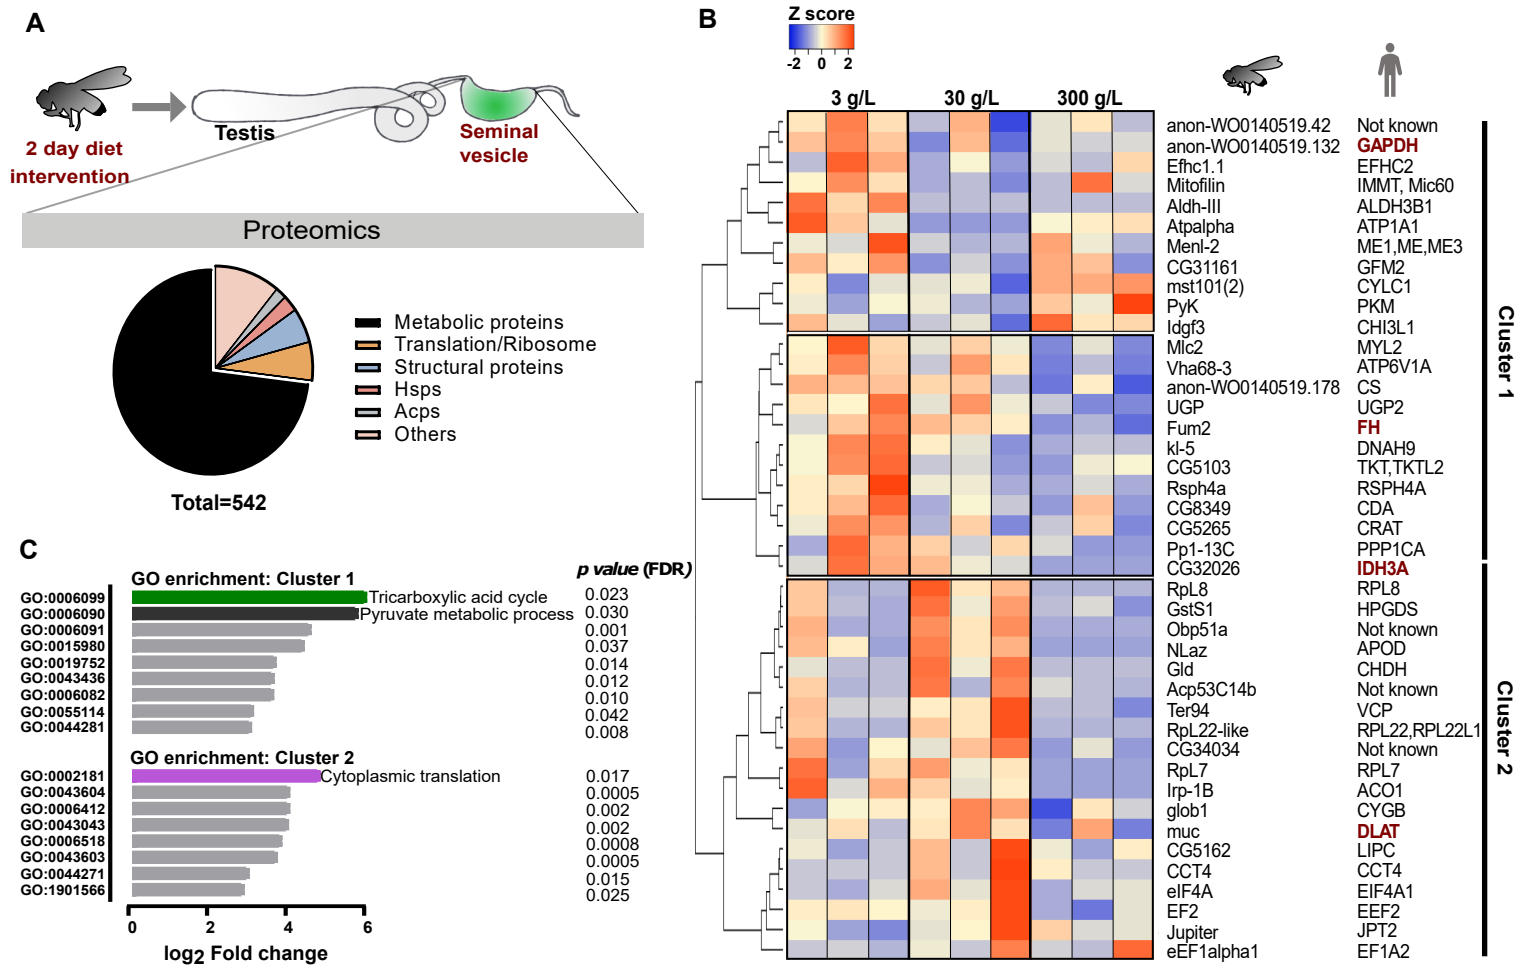 A
2 day diet
intervention
Testis
Seminal
vesicle
Proteomics
Metabolic proteins
Translation/Ribosome
Structural proteins
Hsps
Acps
Others
Total=542
B
Z score
-2 0 2
3 g/L 30 g/L 300 g/L
anon-WO0140519.42 Not known
anon-WO0140519.132 GAPDH
Efhc1.1 EFHC2
Mitofilin IMMT, Mic60
Aldh-III ALDH3B1
Atpalpha ATP1A1
Menl-2 ME1,ME,ME3
CG31161 GFM2
mst101(2) CYLC1
PyK PKM
Idgf3 CHI3L1
Mlc2 MYL2
Vha68-3 ATP6V1A
anon-WO0140519.178 CS
UGP UGP2
Fum2 FH
kl-5 DNAH9
CG5103 TKT,TKTL2
Rsph4a RSPH4A
CG8349 CDA
CG5265 CRAT
Pp1-13C PPP1CA
CG32026 IDH3A
RpL8 RPL8
GstS1 HPGDS
Obp51a Not known
NLaz APOD
Gld CHDH
Acp53C14b Not known
Ter94 VCP
RpL22-like RPL22,RPL22L1
CG34034 Not known
RpL7 RPL7
Irp-1B ACO1
glob1 CYGB
muc DLAT
CG5162 LIPC
CCT4 CCT4
eIF4A EIF4A1
EF2 EEF2
Jupiter JPT2
eEF1alpha1 EF1A2
Cluster 1
Cluster 2
C
GO enrichment: Cluster 1
p value (FDR)
GO:0006099 Tricarboxylic acid cycle 0.023
GO:0006090 Pyruvate metabolic process 0.030
GO:0006091 0.001
GO:0015980 0.037
GO:0019752 0.014
GO:0043436 0.012
GO:0006082 0.010
GO:0055114 0.042
GO:0044281 0.008
GO enrichment: Cluster 2
GO:0002181 Cytoplasmic translation 0.017
GO:0043604 0.0005
GO:0006412 0.002
GO:0043043 0.002
GO:0006518 0.0008
GO:0043603 0.0005
GO:0044271 0.015
GO:1901566 0.025
0 2 4 6
log2 Fold change